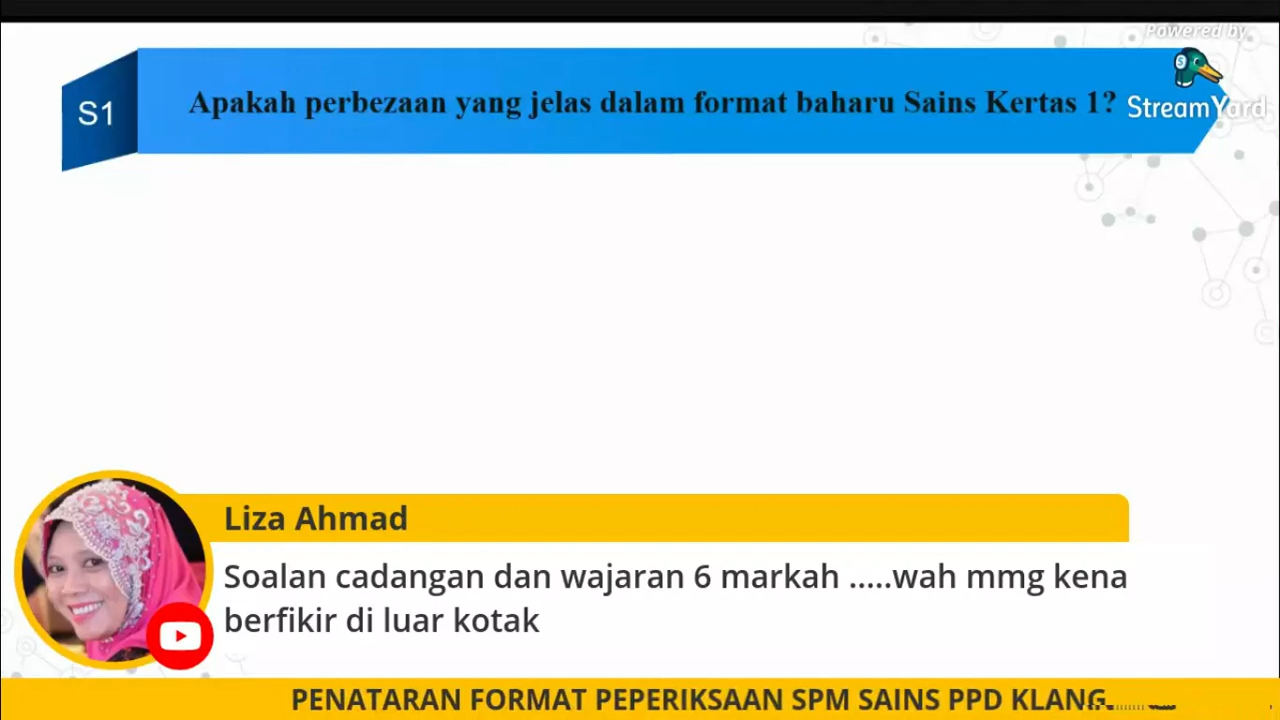 Powered by
S1
Apakah perbezaan yang jelas dalam format baharu Sains Kertas 1?
StreamYard
Liza Ahmad
Soalan cadangan dan wajaran 6 markah .....wah mmg kena
berfikir di luar kotak
PENATARAN FORMAT PEPERIKSAAN SPM SAINS PPD KLANG